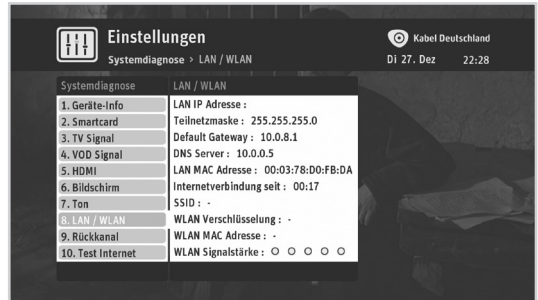 Einstellungen
Systemdiagnose > LAN / WLAN
Kabel Deutschland
Di 27. Dez 22:28
Systemdiagnose
1. Geräte-Info
2. Smartcard
3. TV Signal
4. VOD Signal
5. HDMI
6. Bildschirm
7. Ton
8. LAN / WLAN
9. Rückkanal
10. Test Internet
LAN / WLAN
LAN IP Adresse :
Teilnetzmaske : 255.255.255.0
Default Gateway : 10.0.8.1
DNS Server : 10.0.0.5
LAN MAC Adresse : 00:03:78:D0:FB:DA
Internetverbindung seit : 00:17
SSID : -
WLAN Verschlüsselung : -
WLAN MAC Adresse : -
WLAN Signalstärke :